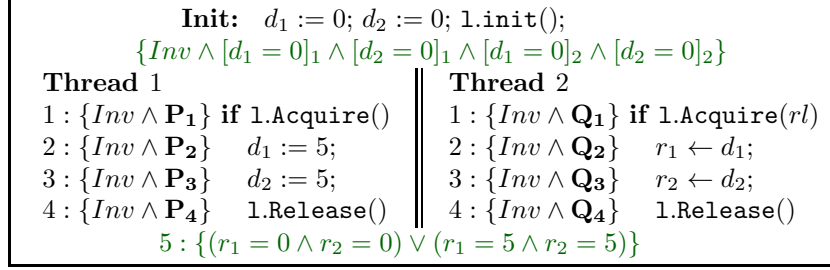 Init: d₁ := 0; d₂ := 0; l.init();
{Inv ∧ [d₁ = 0]₁ ∧ [d₂ = 0]₁ ∧ [d₁ = 0]₂ ∧ [d₂ = 0]₂}
Thread 1
1 : {Inv ∧ P₁} if l.Acquire()
2 : {Inv ∧ P₂} d₁ := 5;
3 : {Inv ∧ P₃} d₂ := 5;
4 : {Inv ∧ P₄} l.Release()
Thread 2
1 : {Inv ∧ Q₁} if l.Acquire(rl)
2 : {Inv ∧ Q₂} r₁ ← d₁;
3 : {Inv ∧ Q₃} r₂ ← d₂;
4 : {Inv ∧ Q₄} l.Release()
5 : {(r₁ = 0 ∧ r₂ = 0) ∨ (r₁ = 5 ∧ r₂ = 5)}